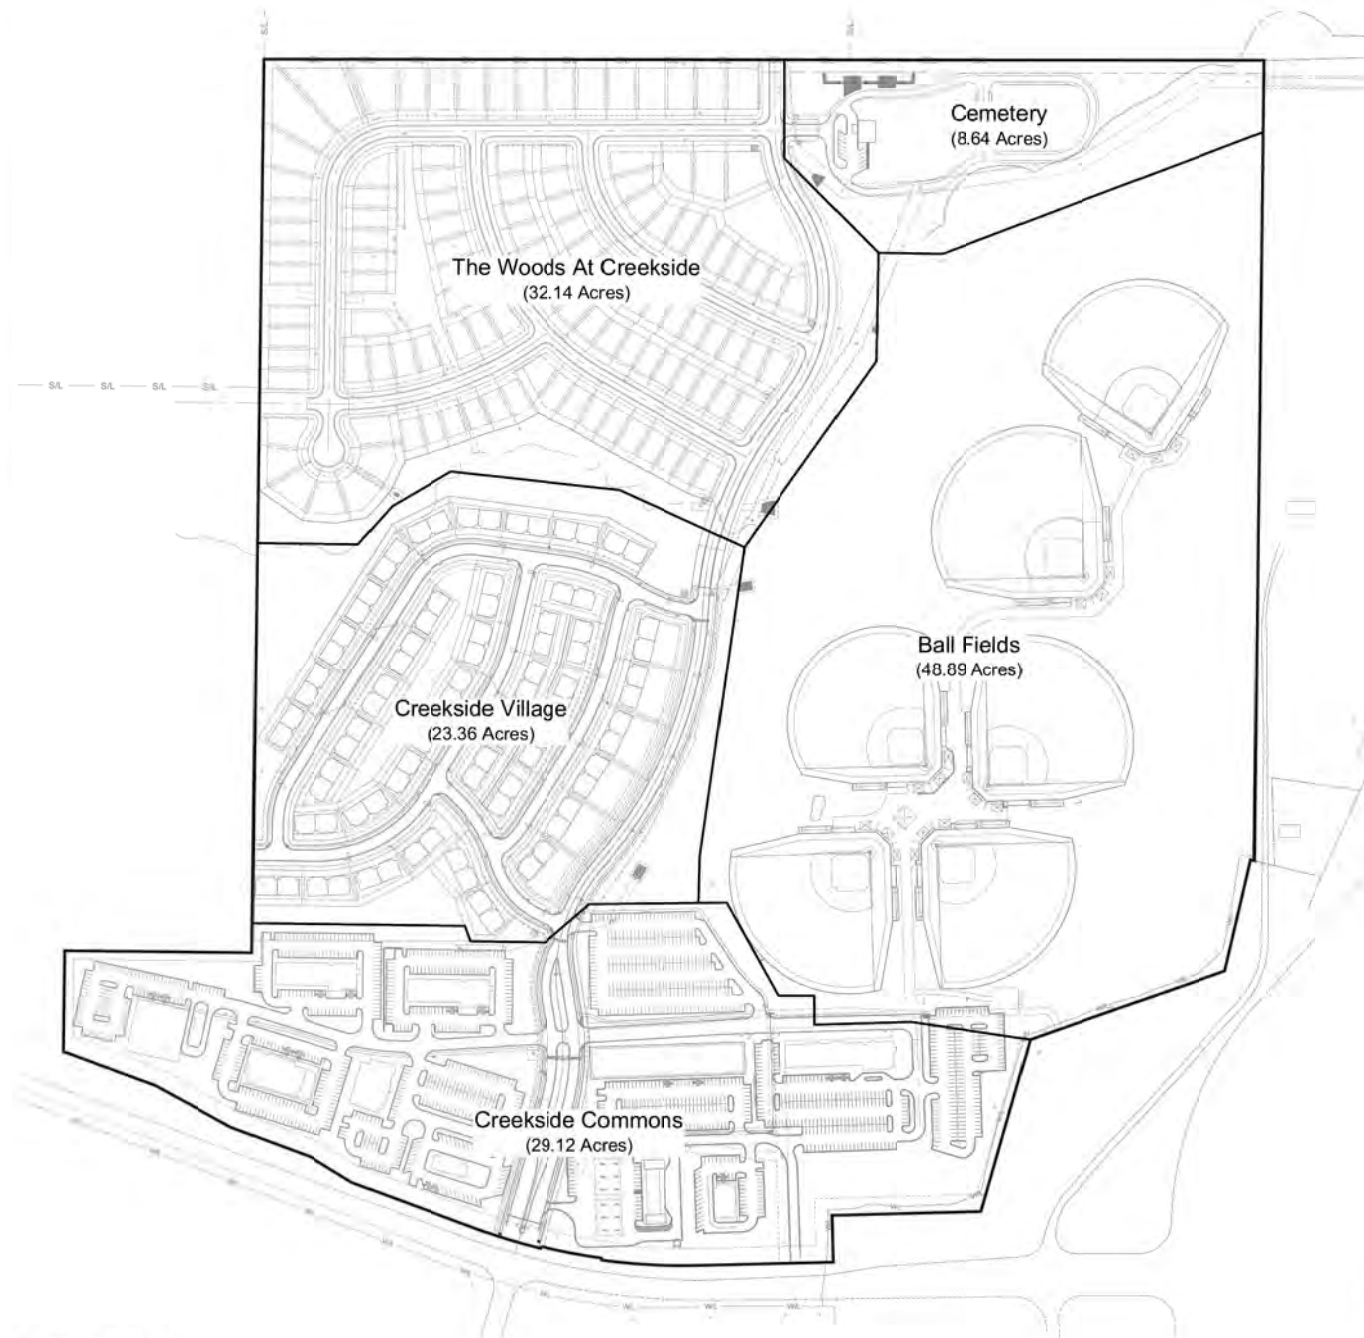 S/L
S/L
Cemetery
(8.64 Acres)
The Woods At Creekside
(32.14 Acres)
S/L S/L S/L S/L
Ball Fields
(48.89 Acres)
Creekside Village
(23.36 Acres)
Creekside Commons
(29.12 Acres)
W/L W/L W/L W/L